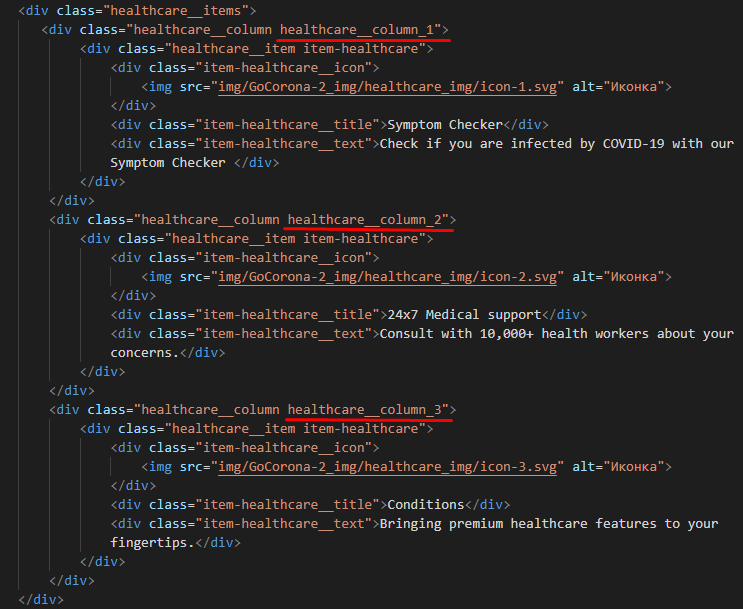 <div class="healthcare__items">
<div class="healthcare__column healthcare__column_1">
<div class="healthcare__item item-healthcare">
<div class="item-healthcare__icon">
<img src="img/GoCorona-2_img/healthcare_img/icon-1.svg" alt="Иконка">
</div>
<div class="item-healthcare__title">Symptom Checker</div>
<div class="item-healthcare__text">Check if you are infected by COVID-19 with our
Symptom Checker </div>
</div>
</div>
<div class="healthcare__column healthcare__column_2">
<div class="healthcare__item item-healthcare">
<div class="item-healthcare__icon">
<img src="img/GoCorona-2_img/healthcare_img/icon-2.svg" alt="Иконка">
</div>
<div class="item-healthcare__title">24x7 Medical support</div>
<div class="item-healthcare__text">Consult with 10,000+ health workers about your
concerns.</div>
</div>
</div>
<div class="healthcare__column healthcare__column_3">
<div class="healthcare__item item-healthcare">
<div class="item-healthcare__icon">
<img src="img/GoCorona-2_img/healthcare_img/icon-3.svg" alt="Иконка">
</div>
<div class="item-healthcare__title">Conditions</div>
<div class="item-healthcare__text">Bringing premium healthcare features to your
fingertips.</div>
</div>
</div>
</div>